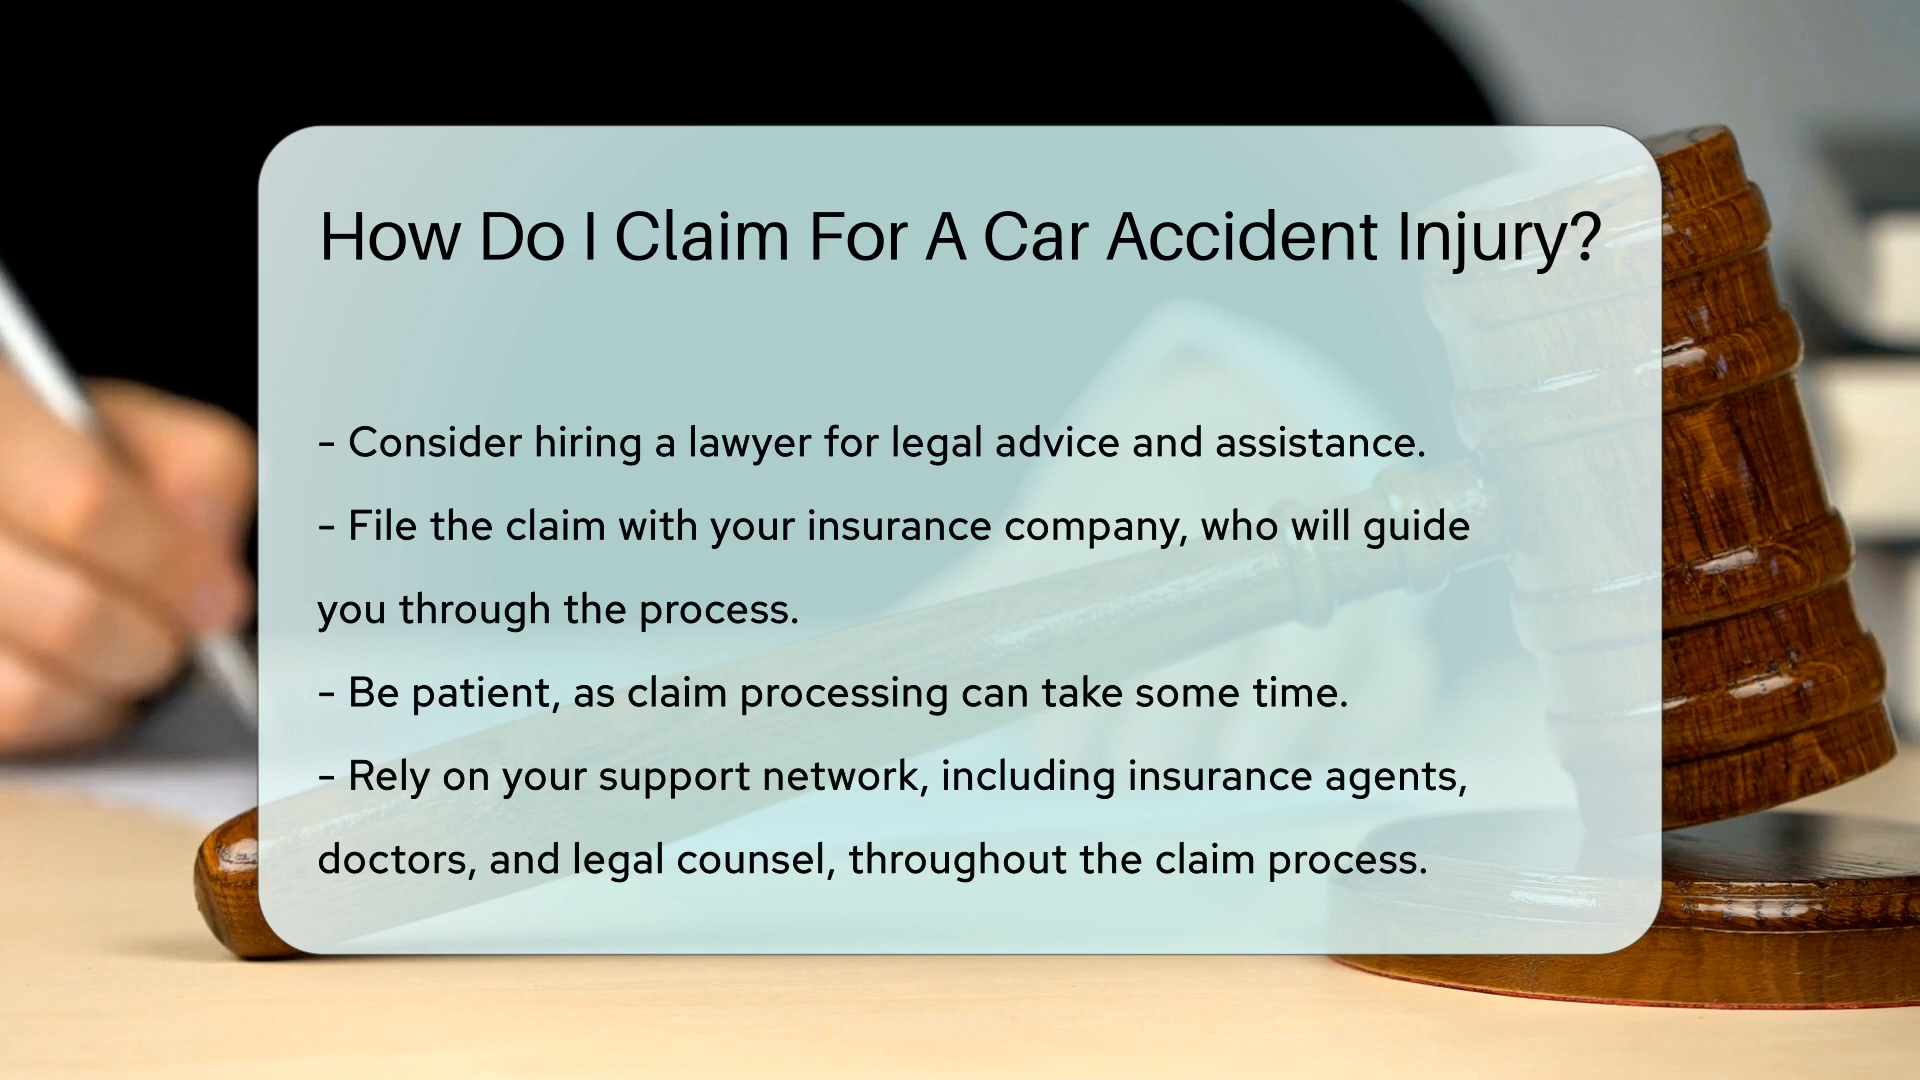 How Do I Claim For A Car Accident Injury?
- Consider hiring a lawyer for legal advice and assistance.
- File the claim with your insurance company, who will guide
you through the process.
- Be patient, as claim processing can take some time.
- Rely on your support network, including insurance agents,
doctors, and legal counsel, throughout the claim process.